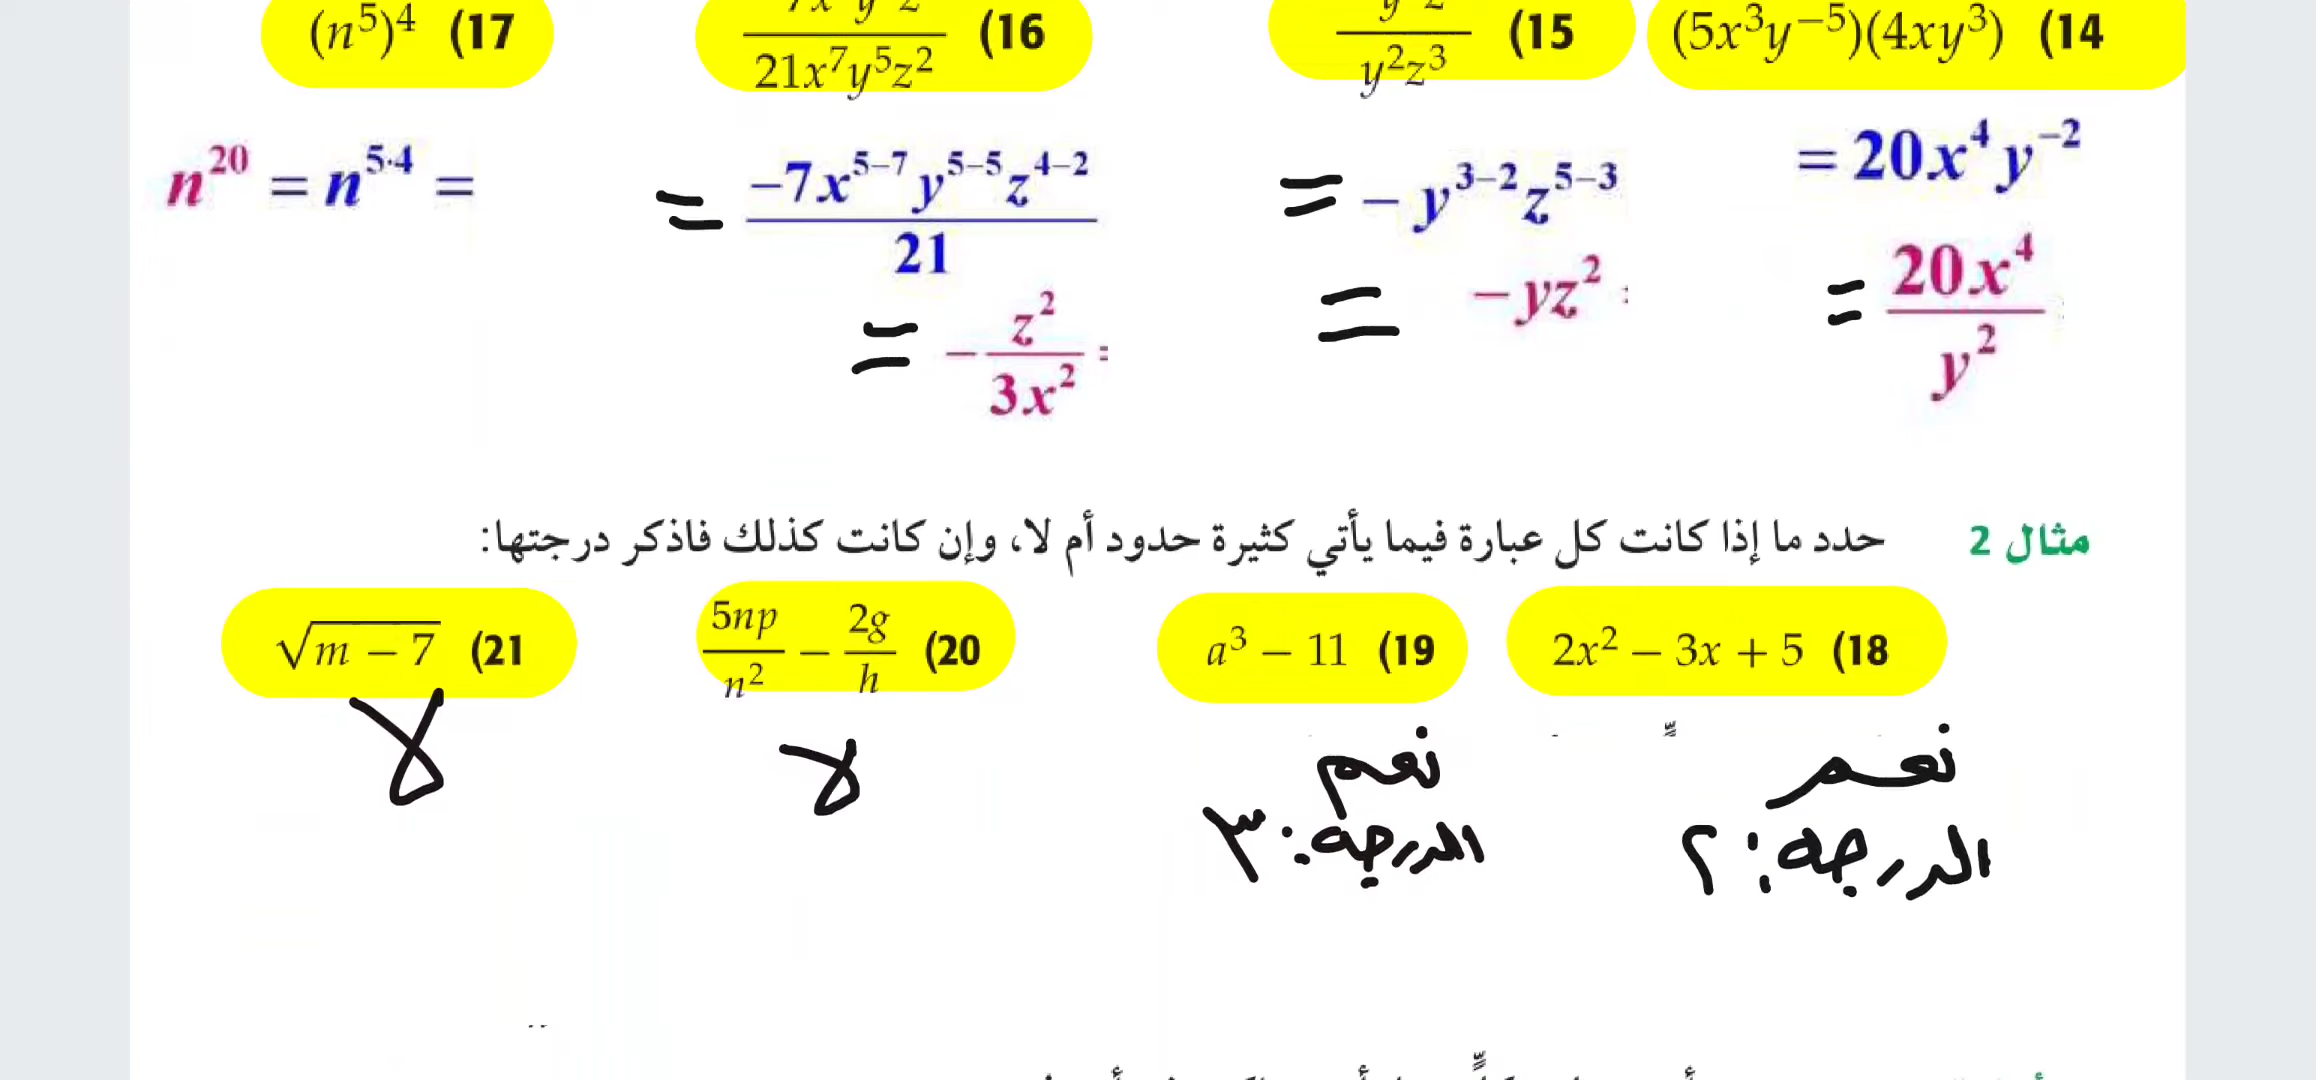 14) (5x³y⁻⁵)(4xy³)
15) / y²z³
16) / 21x⁷y⁵z²
17) (n⁵)⁴
= 20x⁴y⁻²
= 20x⁴ / y²
= −y³⁻²z⁵⁻³
= −yz²
= −7x⁵⁻⁷y⁵⁻⁵z⁴⁻² / 21
= − z² / 3x² =
n²⁰ = n⁵·⁴ =
مثال 2 حدد ما إذا كانت كل عبارة فيما يأتي كثيرة حدود أم لا، وإن كانت كذلك فاذكر درجتها:
18) 2x² − 3x + 5
19) a³ − 11
20) 5np / n² − 2g / h
21) √(m − 7)
نعم
الدرجة: ٢
نعم
الدرجة: ٣
لا
لا